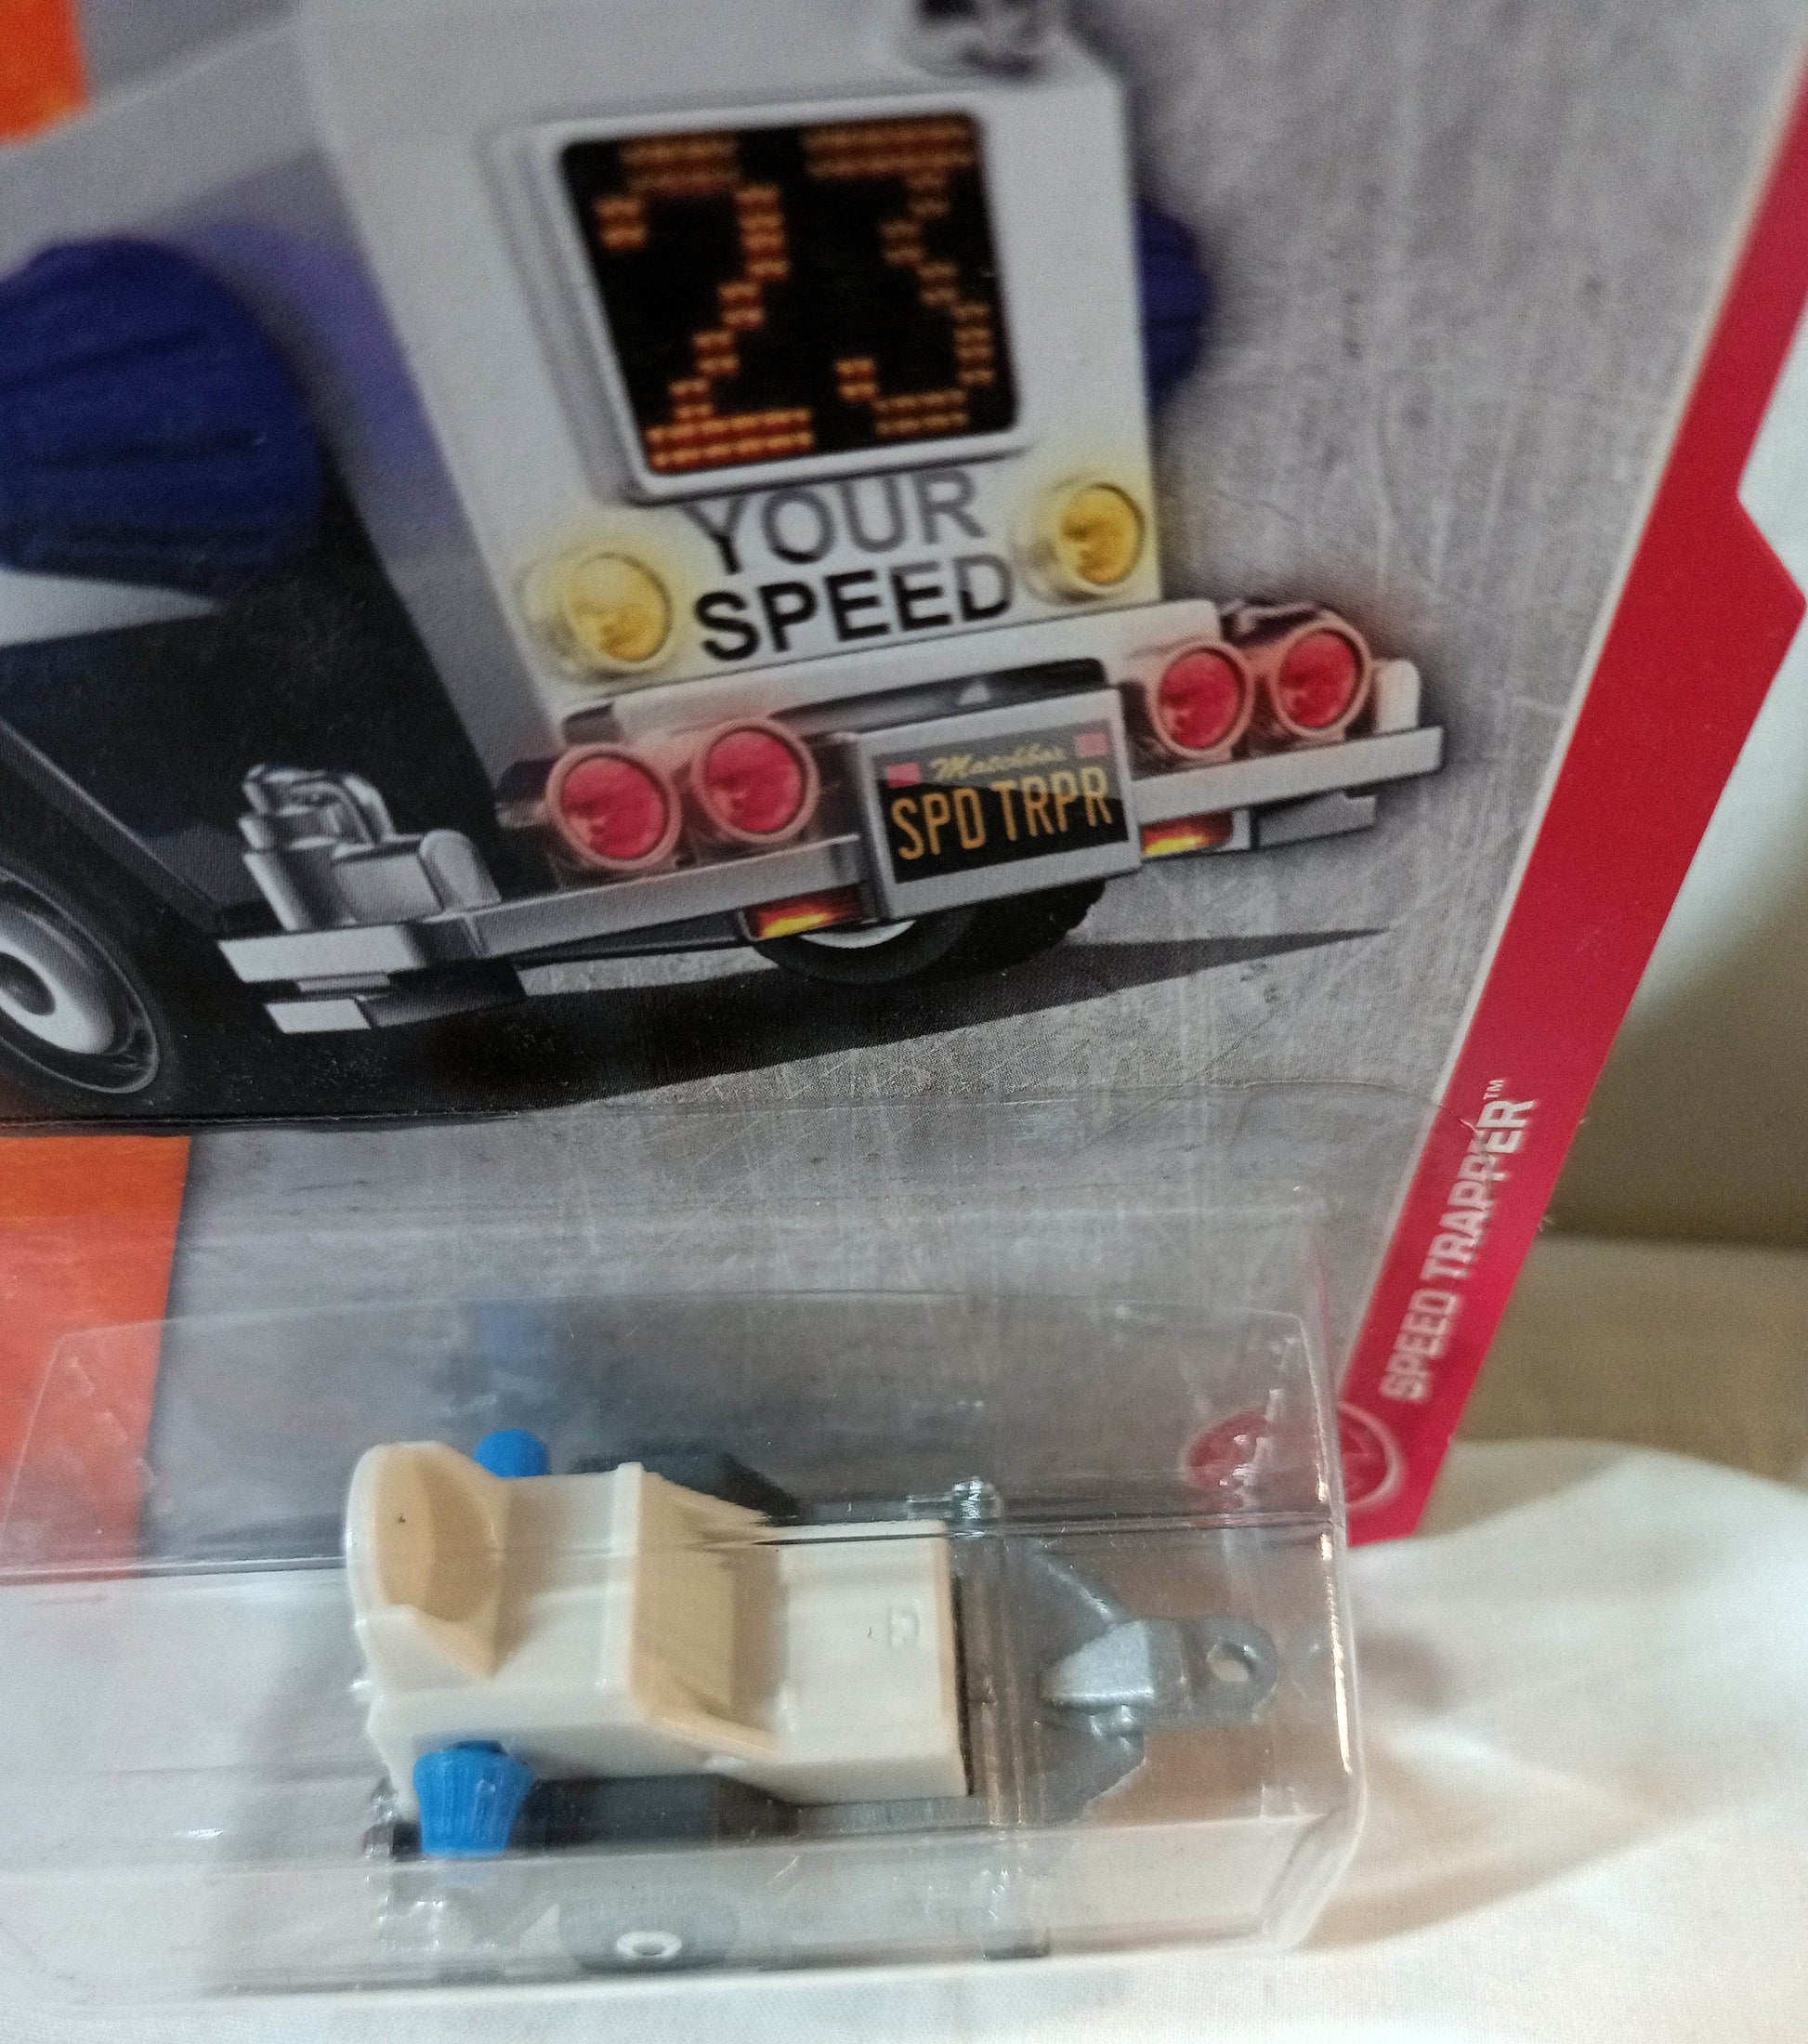 23
YOUR
SPEED
Matchbox
SPD TRPR
SPEED TRAPPER™